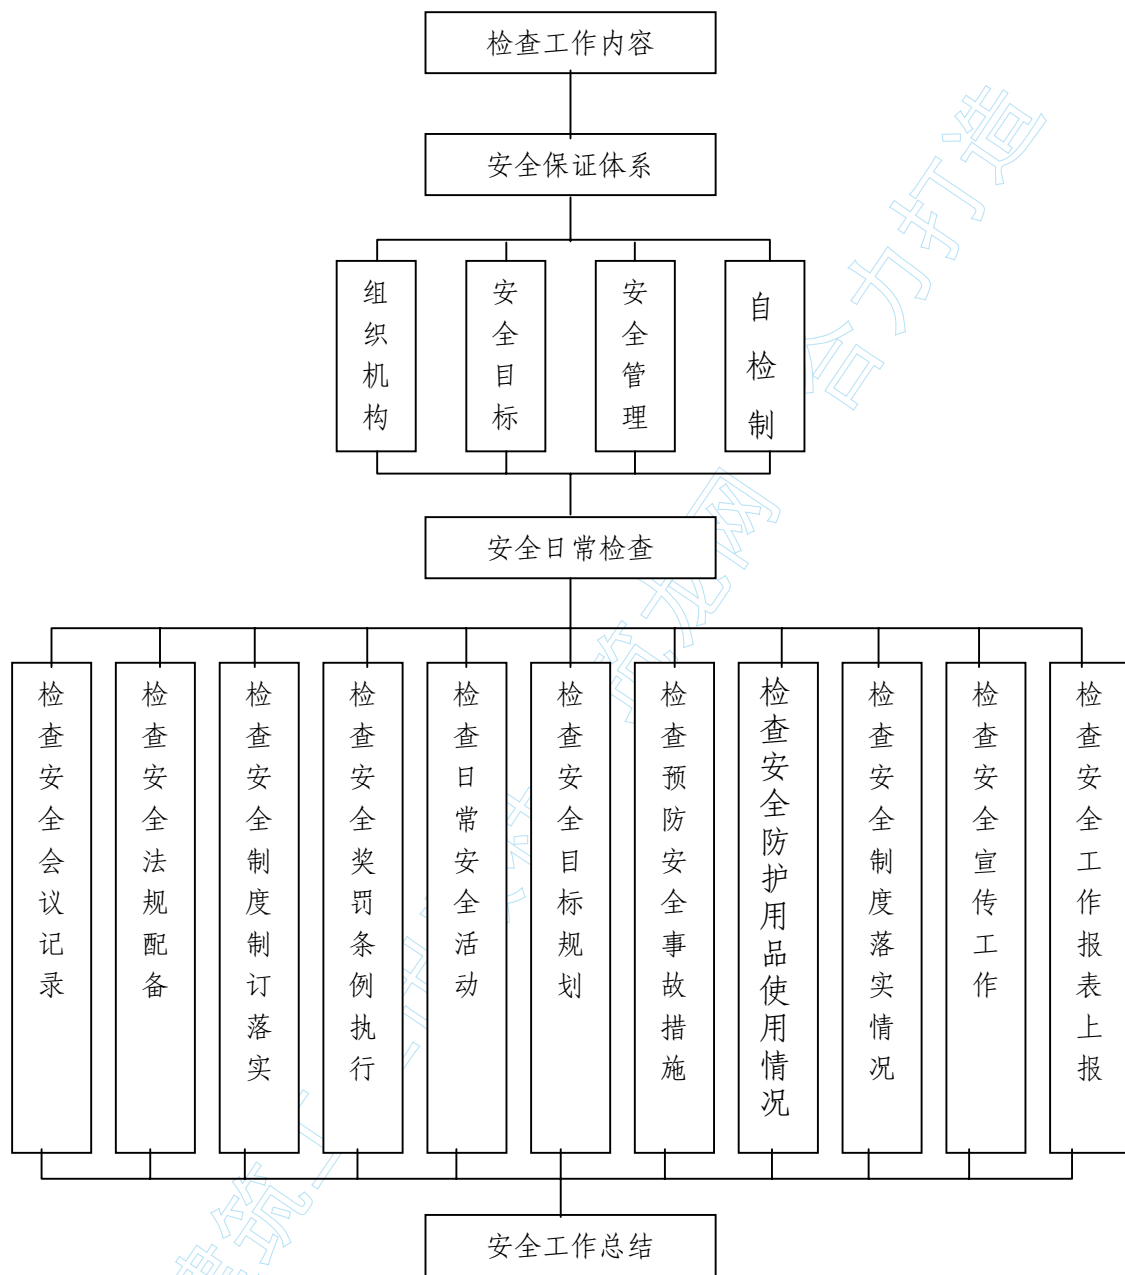 检查工作内容
安全保证体系
组织机构
安全目标
安全管理
自检制
安全日常检查
检查安全会议记录
检查安全法规配备
检查安全制度制订落实
检查安全奖罚条例执行
检查日常安全活动
检查安全目标规划
检查预防安全事故措施
检查安全防护用品使用情况
检查安全制度落实情况
检查安全宣传工作
检查安全工作报表上报
安全工作总结
筑龙网
合力打造